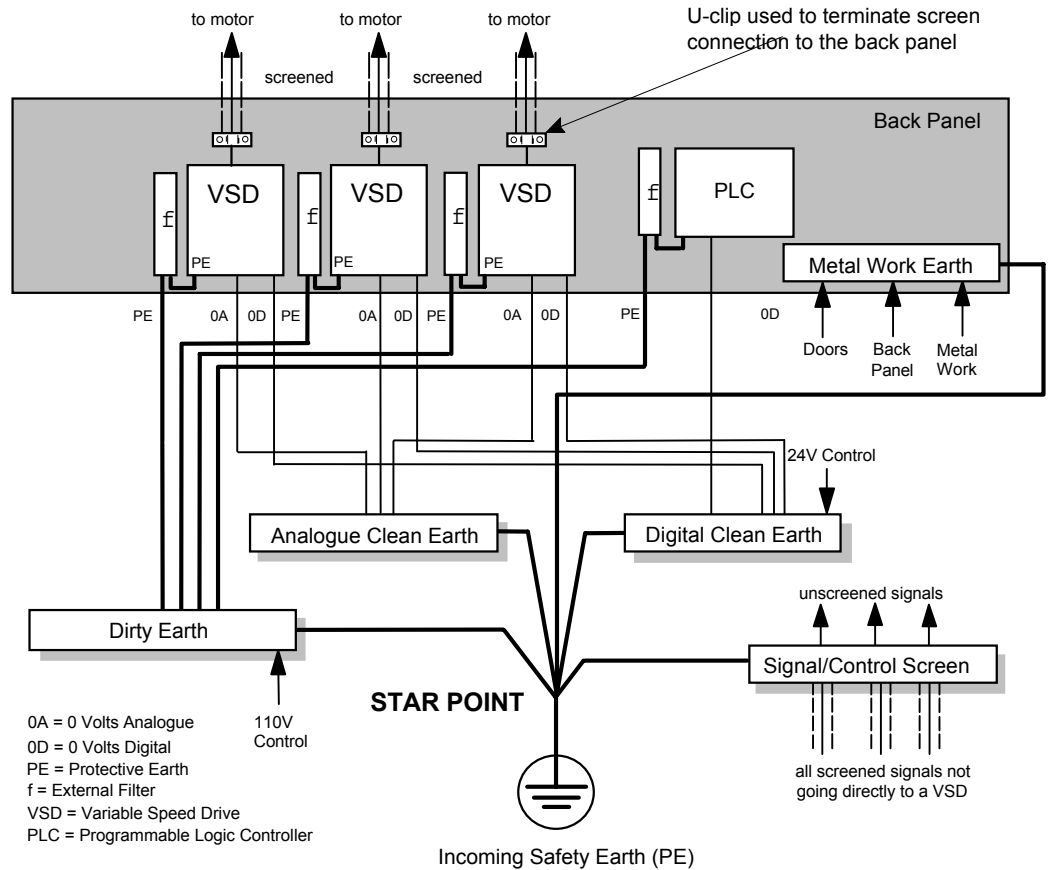 to motor
to motor
to motor
U-clip used to terminate screen
connection to the back panel
screened
screened
Back Panel
f
VSD
PE
f
VSD
PE
f
VSD
PE
f
PLC
Metal Work Earth
PE
0A
0D
PE
0A
0D
PE
0A
0D
PE
0D
Doors
Back
Panel
Metal
Work
24V Control
Analogue Clean Earth
Digital Clean Earth
unscreened signals
Dirty Earth
Signal/Control Screen
STAR POINT
110V
Control
0A = 0 Volts Analogue
0D = 0 Volts Digital
PE = Protective Earth
f = External Filter
VSD = Variable Speed Drive
PLC = Programmable Logic Controller
all screened signals not
going directly to a VSD
Incoming Safety Earth (PE)